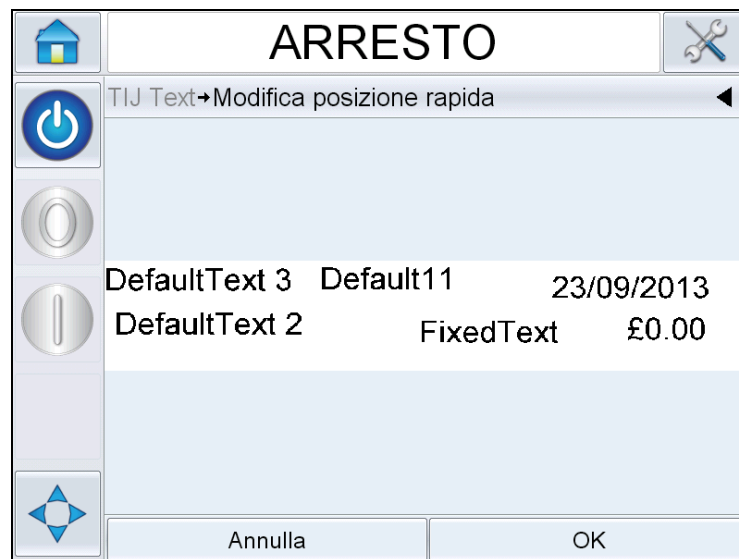 ARRESTO
TIJ Text→Modifica posizione rapida
DefaultText 3 Default11 23/09/2013
DefaultText 2 FixedText £0.00
Annulla OK